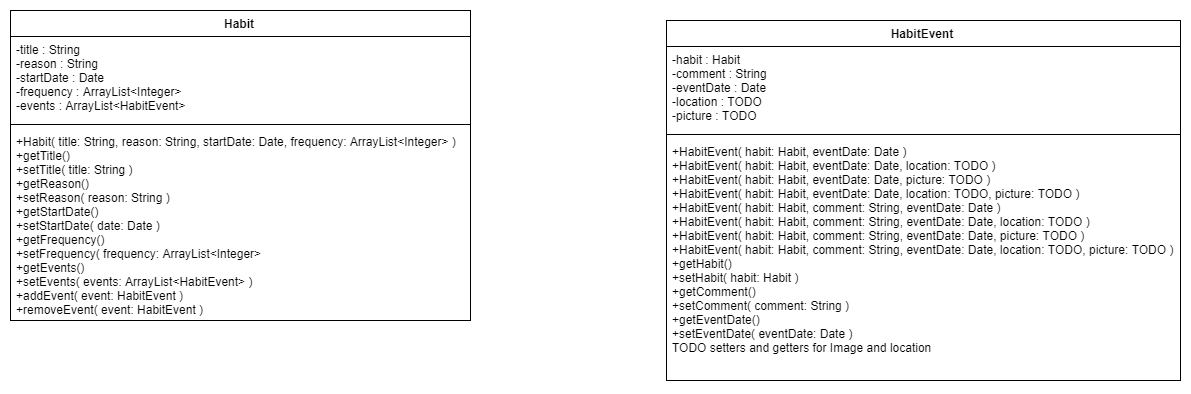 Habit
-title : String
-reason : String
-startDate : Date
-frequency : ArrayList<Integer>
-events : ArrayList<HabitEvent>
+Habit( title: String, reason: String, startDate: Date, frequency: ArrayList<Integer> )
+getTitle()
+setTitle( title: String )
+getReason()
+setReason( reason: String )
+getStartDate()
+setStartDate( date: Date )
+getFrequency()
+setFrequency( frequency: ArrayList<Integer>
+getEvents()
+setEvents( events: ArrayList<HabitEvent> )
+addEvent( event: HabitEvent )
+removeEvent( event: HabitEvent )
HabitEvent
-habit : Habit
-comment : String
-eventDate : Date
-location : TODO
-picture : TODO
+HabitEvent( habit: Habit, eventDate: Date )
+HabitEvent( habit: Habit, eventDate: Date, location: TODO )
+HabitEvent( habit: Habit, eventDate: Date, picture: TODO )
+HabitEvent( habit: Habit, eventDate: Date, location: TODO, picture: TODO )
+HabitEvent( habit: Habit, comment: String, eventDate: Date )
+HabitEvent( habit: Habit, comment: String, eventDate: Date, location: TODO )
+HabitEvent( habit: Habit, comment: String, eventDate: Date, picture: TODO )
+HabitEvent( habit: Habit, comment: String, eventDate: Date, location: TODO, picture: TODO )
+getHabit()
+setHabit( habit: Habit )
+getComment()
+setComment( comment: String )
+getEventDate()
+setEventDate( eventDate: Date )
TODO setters and getters for Image and location